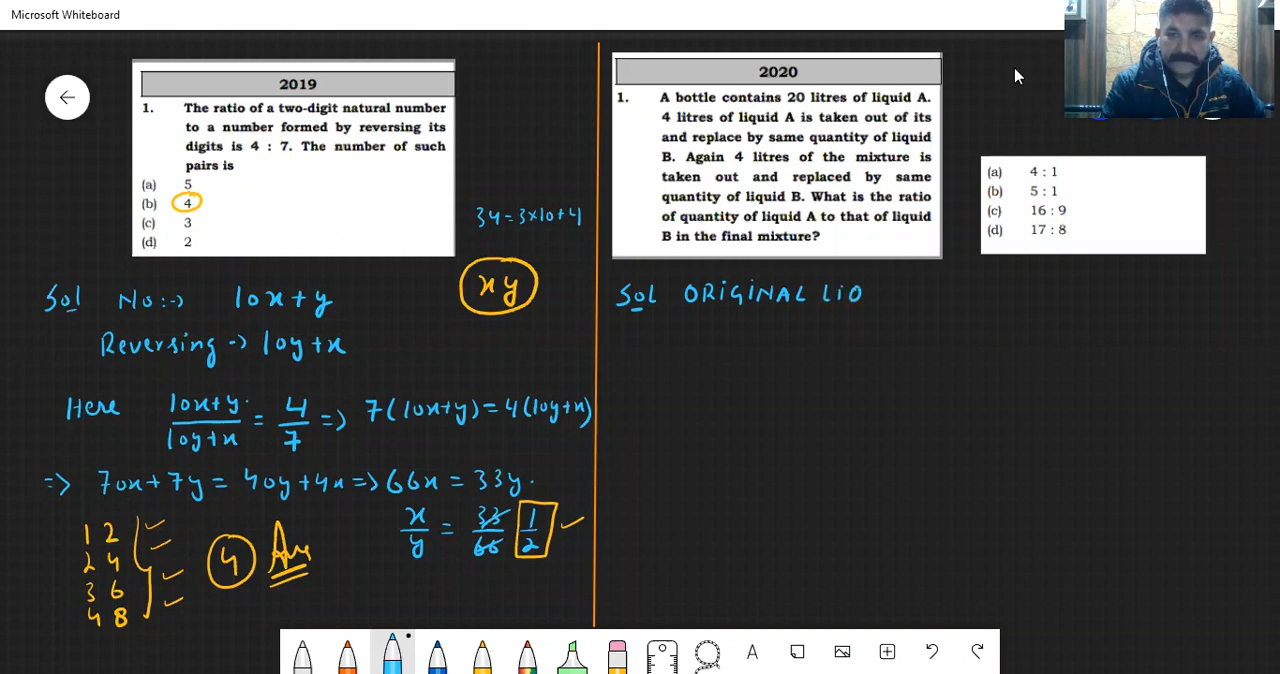 Microsoft Whiteboard
2019
1. The ratio of a two-digit natural number
to a number formed by reversing its
digits is 4 : 7. The number of such
pairs is
(a) 5
(b) 4
(c) 3
(d) 2
34 = 3×10+4
xy
Sol No:-> 10x+y
Reversing -> 10y+x
Here 10x+y/10y+x = 4/7 => 7(10x+y) = 4(10y+x)
=> 70x+7y = 40y+4x => 66x = 33y.
x/y = 33/66 1/2 ✓
1 2 ✓
2 4 ✓
3 6 ✓
4 8 ✓
4 Ans
2020
1. A bottle contains 20 litres of liquid A.
4 litres of liquid A is taken out of its
and replace by same quantity of liquid
B. Again 4 litres of the mixture is
taken out and replaced by same
quantity of liquid B. What is the ratio
of quantity of liquid A to that of liquid
B in the final mixture?
(a) 4 : 1
(b) 5 : 1
(c) 16 : 9
(d) 17 : 8
Sol ORIGINAL LIO
A